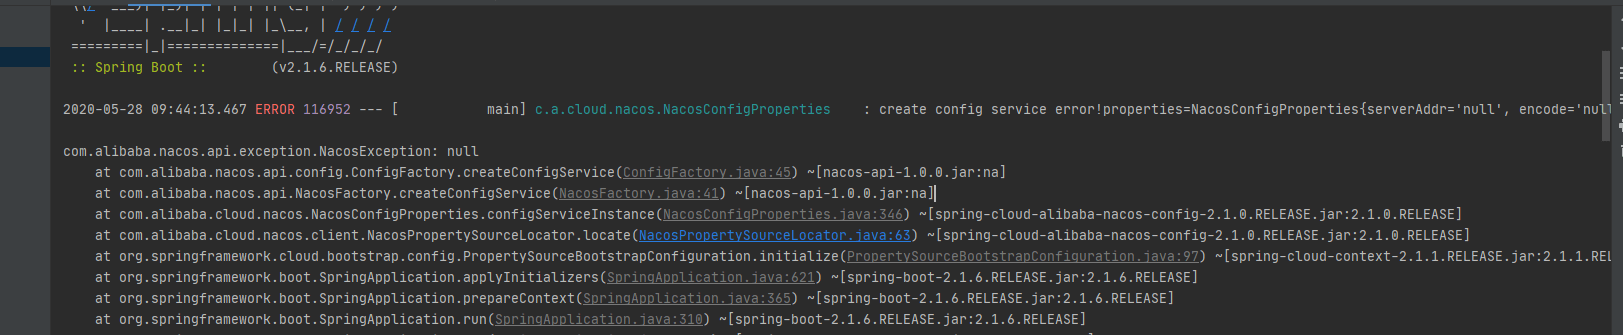 '  |____| .__|_| |_|_| |_\__, | / / / /
=========|_|==============|___/=/_/_/_/
:: Spring Boot ::        (v2.1.6.RELEASE)
2020-05-28 09:44:13.467 ERROR 116952 --- [           main] c.a.cloud.nacos.NacosConfigProperties    : create config service error!properties=NacosConfigProperties{serverAddr='null', encode='null
com.alibaba.nacos.api.exception.NacosException: null
at com.alibaba.nacos.api.config.ConfigFactory.createConfigService(ConfigFactory.java:45) ~[nacos-api-1.0.0.jar:na]
at com.alibaba.nacos.api.NacosFactory.createConfigService(NacosFactory.java:41) ~[nacos-api-1.0.0.jar:na]
at com.alibaba.cloud.nacos.NacosConfigProperties.configServiceInstance(NacosConfigProperties.java:346) ~[spring-cloud-alibaba-nacos-config-2.1.0.RELEASE.jar:2.1.0.RELEASE]
at com.alibaba.cloud.nacos.client.NacosPropertySourceLocator.locate(NacosPropertySourceLocator.java:63) ~[spring-cloud-alibaba-nacos-config-2.1.0.RELEASE.jar:2.1.0.RELEASE]
at org.springframework.cloud.bootstrap.config.PropertySourceBootstrapConfiguration.initialize(PropertySourceBootstrapConfiguration.java:97) ~[spring-cloud-context-2.1.1.RELEASE.jar:2.1.1.REL
at org.springframework.boot.SpringApplication.applyInitializers(SpringApplication.java:621) ~[spring-boot-2.1.6.RELEASE.jar:2.1.6.RELEASE]
at org.springframework.boot.SpringApplication.prepareContext(SpringApplication.java:365) ~[spring-boot-2.1.6.RELEASE.jar:2.1.6.RELEASE]
at org.springframework.boot.SpringApplication.run(SpringApplication.java:310) ~[spring-boot-2.1.6.RELEASE.jar:2.1.6.RELEASE]